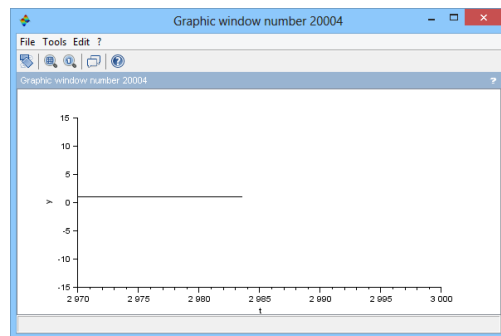 Graphic window number 20004
File Tools Edit ?
Graphic window number 20004 ?
15
10
5
y
0
-5
-10
-15
2 970 2 975 2 980 2 985 2 990 2 995 3 000
t